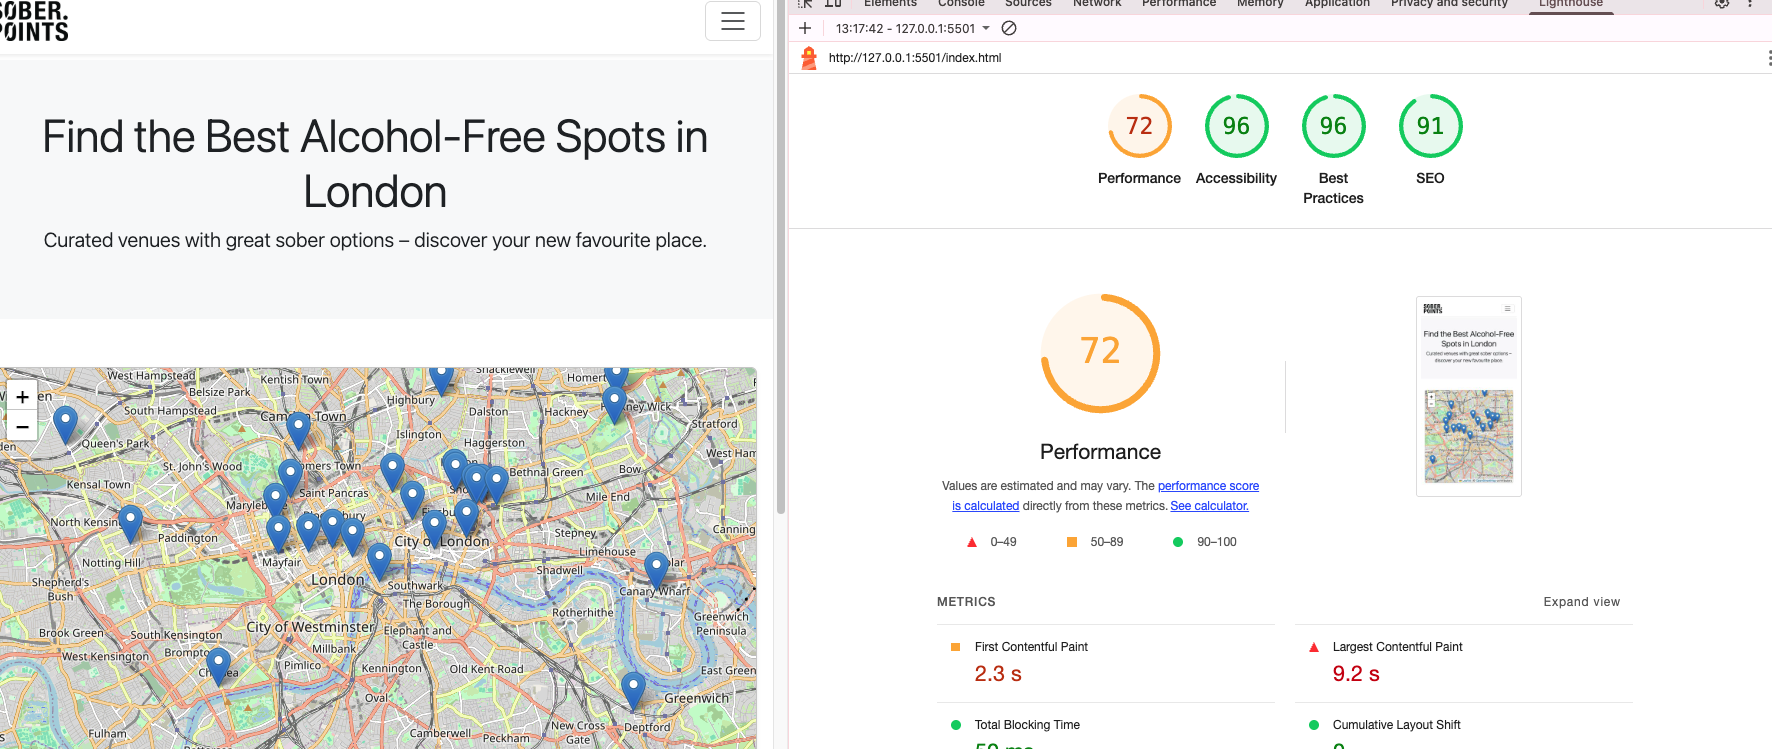 SOBER.
POINTS
Find the Best Alcohol-Free Spots in
London
Curated venues with great sober options – discover your new favourite place.
+
−
West Hampstead
Kentish Town
Shacklewell
Homert
Belsize Park
Highbury
Dalston
Hackney Wick
South Hampstead
Camden Town
Stratford
Queen's Park
Islington
Haggerston
West Ham
St. John's Wood
Somers Town
Bethnal Green
Bow
Kensal Town
Saint Pancras
Mile End
Marylebone
Bloomsbury
North Kensington
Canning
Paddington
City of London
Stepney
Limehouse
Notting Hill
Mayfair
Shadwell
Poplar
Shepherd's
Bush
London
Southwark
Canary Wharf
The Borough
Rotherhithe
Greenwich
Peninsula
City of Westminster
Brook Green
South Kensington
Elephant and
Castle
Millbank
West Kensington
Brompton
Pimlico
Kennington
Old Kent Road
East Green
Chelsea
Oval
Greenwich
New Cross
Gate
Deptford
Fulham
Camberwell
Peckham
Elements
Console
Sources
Network
Performance
Memory
Application
Privacy and security
Lighthouse
13:17:42 - 127.0.0.1:5501
http://127.0.0.1:5501/index.html
72
96
96
91
Performance
Accessibility
Best
Practices
SEO
72
Performance
Values are estimated and may vary. The performance score
is calculated directly from these metrics. See calculator.
0–49
50–89
90–100
SOBER.
POINTS
Find the Best Alcohol-Free
Spots in London
Curated venues with great sober options –
discover your new favourite place.
METRICS
Expand view
First Contentful Paint
2.3 s
Largest Contentful Paint
9.2 s
Total Blocking Time
50 ms
Cumulative Layout Shift
0